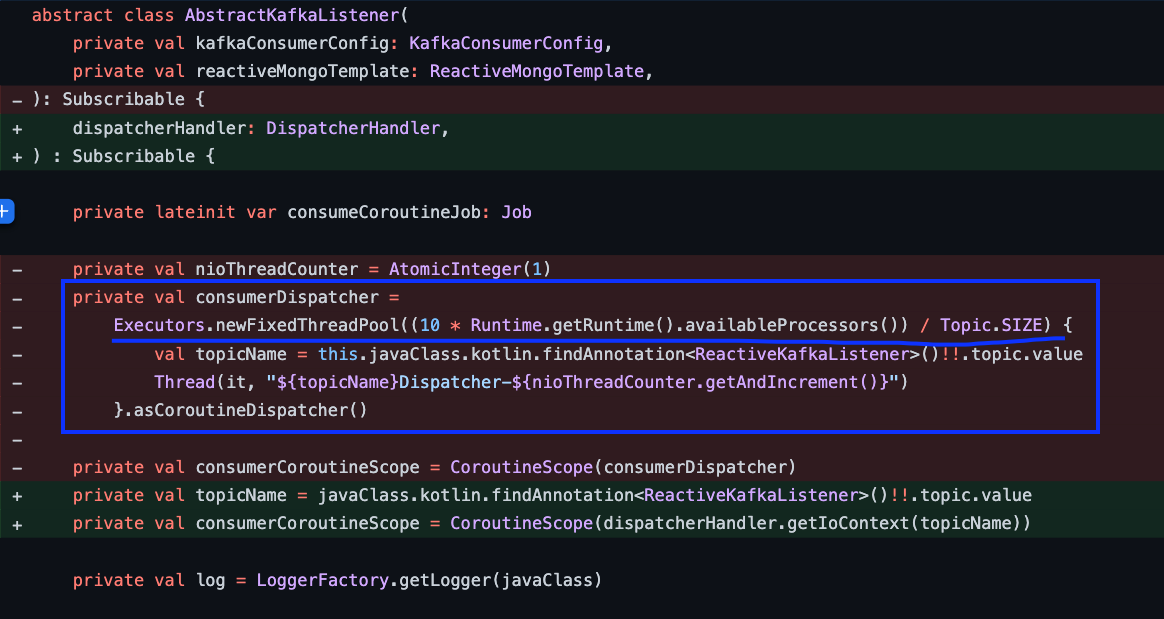 abstract class AbstractKafkaListener(
    private val kafkaConsumerConfig: KafkaConsumerConfig,
    private val reactiveMongoTemplate: ReactiveMongoTemplate,
- ): Subscribable {
+     dispatcherHandler: DispatcherHandler,
+ ) : Subscribable {
+
    private lateinit var consumeCoroutineJob: Job
-     private val nioThreadCounter = AtomicInteger(1)
-     private val consumerDispatcher =
-         Executors.newFixedThreadPool((10 * Runtime.getRuntime().availableProcessors()) / Topic.SIZE) {
-             val topicName = this.javaClass.kotlin.findAnnotation<ReactiveKafkaListener>()!!.topic.value
-             Thread(it, "${topicName}Dispatcher-${nioThreadCounter.getAndIncrement()}")
-         }.asCoroutineDispatcher()
-
-     private val consumerCoroutineScope = CoroutineScope(consumerDispatcher)
+     private val topicName = javaClass.kotlin.findAnnotation<ReactiveKafkaListener>()!!.topic.value
+     private val consumerCoroutineScope = CoroutineScope(dispatcherHandler.getIoContext(topicName))
    private val log = LoggerFactory.getLogger(javaClass)